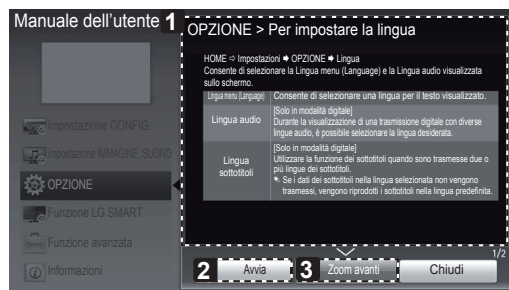 Manuale dell'utente
1
OPZIONE > Per impostare la lingua
HOME ⇨ Impostazioni ➡ OPZIONE ➡ Lingua
Consente di selezionare la Lingua menu (Language) e la Lingua audio visualizzata
sullo schermo.
Lingua menu (Language) Consente di selezionare una lingua per il testo visualizzato.
Lingua audio
[Solo in modalità digitale]
Durante la visualizzazione di una trasmissione digitale con diverse
lingue audio, è possibile selezionare la lingua desiderata.
Lingua
sottotitoli
[Solo in modalità digitale]
Utilizzare la funzione dei sottotitoli quando sono trasmesse due o
più lingue dei sottotitoli.
Se i dati dei sottotitoli nella lingua selezionata non vengono
trasmessi, vengono riprodotti i sottotitoli nella lingua predefinita.
Impostazione CONFIG.
Impostazione IMMAGINE, SUONO
OPZIONE
Funzione LG SMART
Funzione avanzata
Informazioni
1/2
2 Avvia
3 Zoom avanti
Chiudi